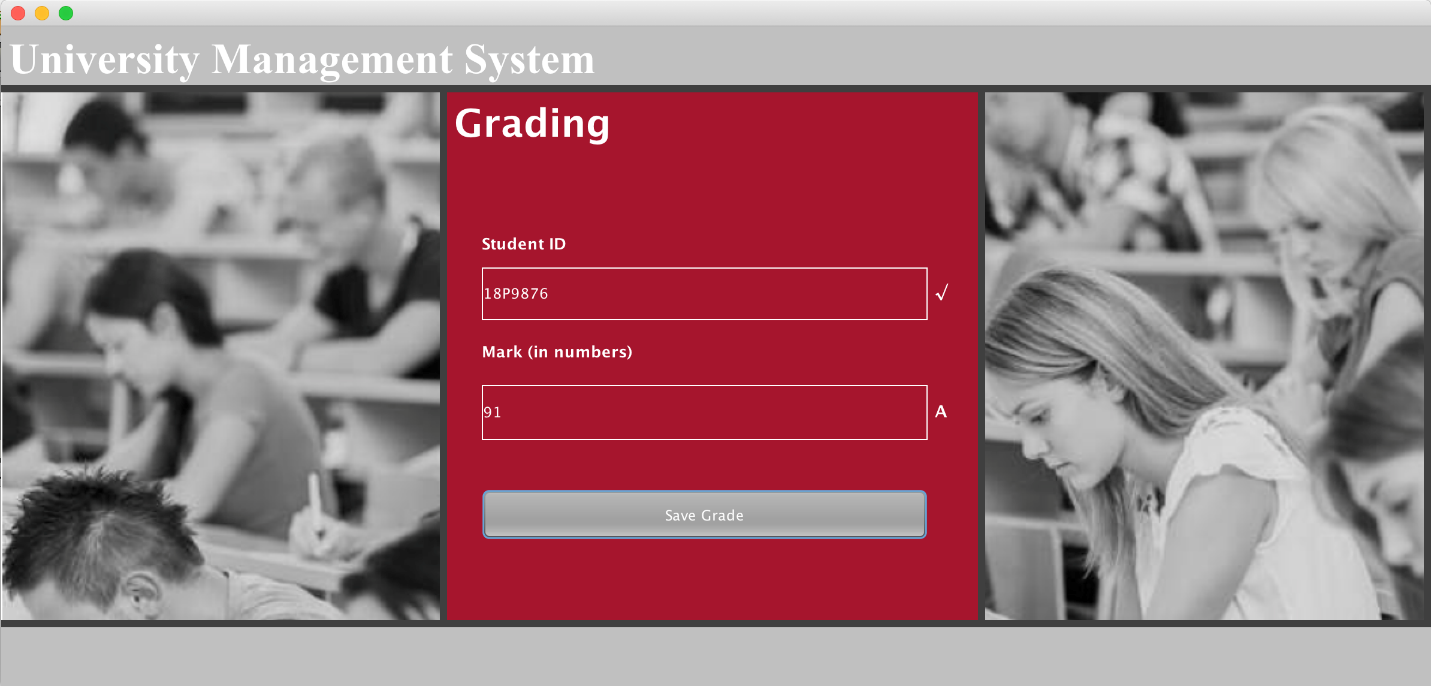 University Management System
Grading
Student ID
18P9876 √
Mark (in numbers)
91 A
Save Grade